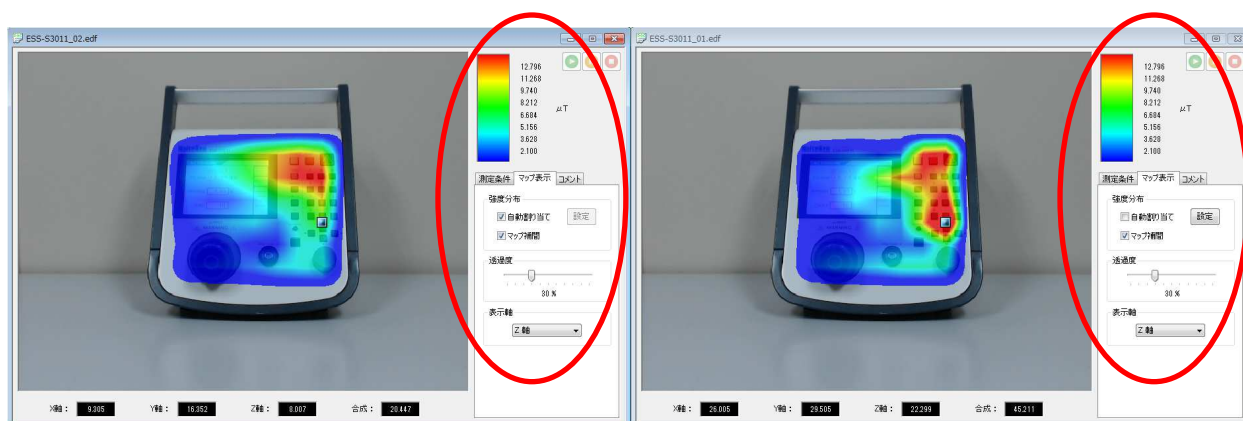 ESS-S3011_02.edf
12.796
11.268
9.740
8.212
6.684
5.156
3.628
2.100
μT
測定条件 マップ表示 コメント
強度分布
自動割り当て 設定
マップ補間
透過度
30 %
表示軸
Z 軸
X軸： 9.305 Y軸： 16.352 Z軸： 8.007 合成： 20.447
ESS-S3011_01.edf
12.796
11.268
9.740
8.212
6.684
5.156
3.628
2.100
μT
測定条件 マップ表示 コメント
強度分布
自動割り当て 設定
マップ補間
透過度
30 %
表示軸
Z 軸
X軸： 26.005 Y軸： 29.505 Z軸： 22.299 合成： 45.211